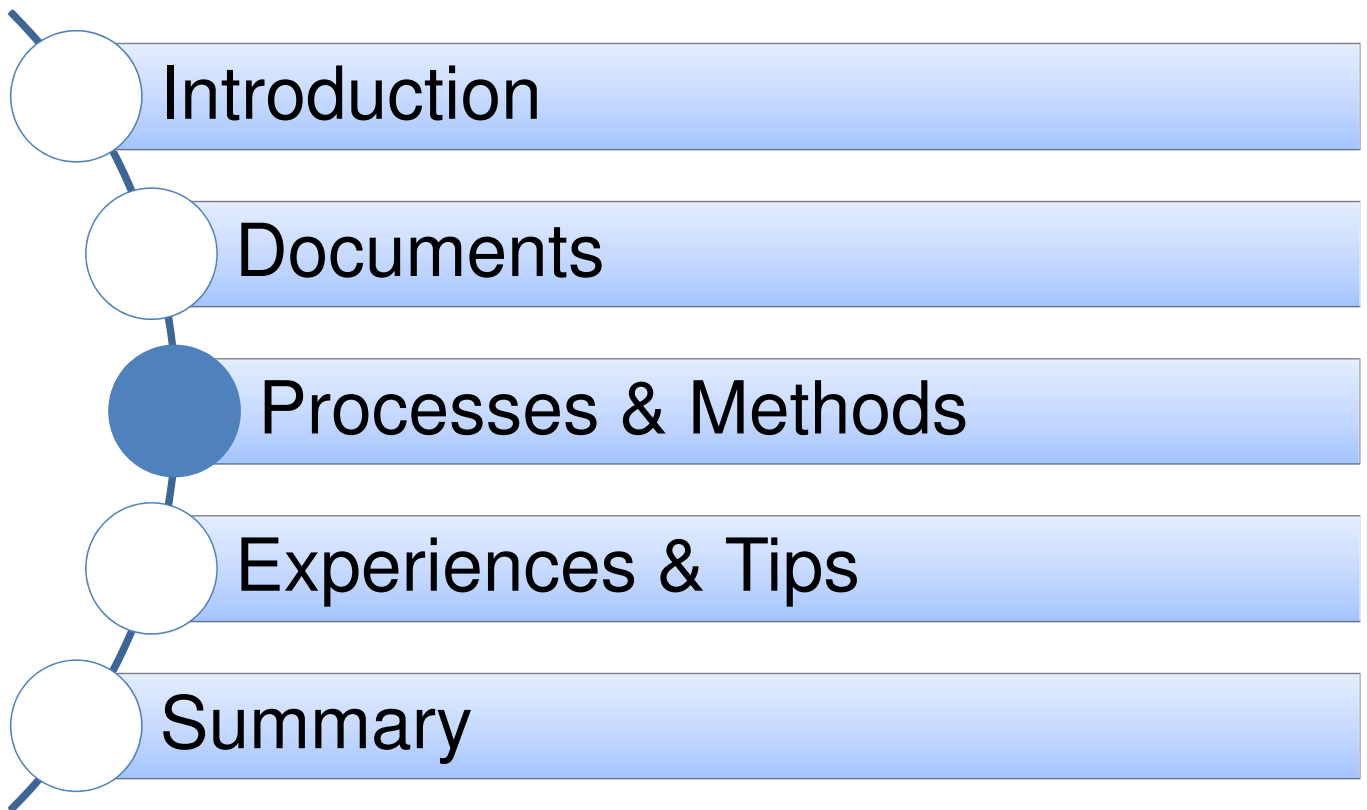 Introduction
Documents
Processes & Methods
Experiences & Tips
Summary